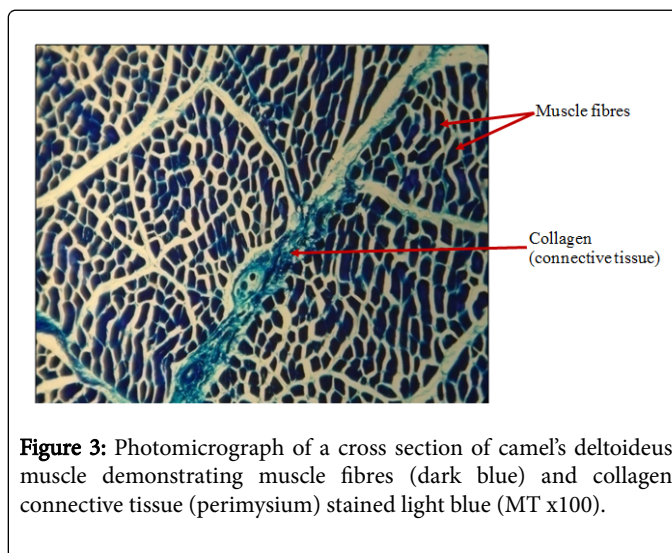 Muscle fibres
Collagen
(connective tissue)
Figure 3: Photomicrograph of a cross section of camel's deltoideus
muscle demonstrating muscle fibres (dark blue) and collagen
connective tissue (perimysium) stained light blue (MT x100).